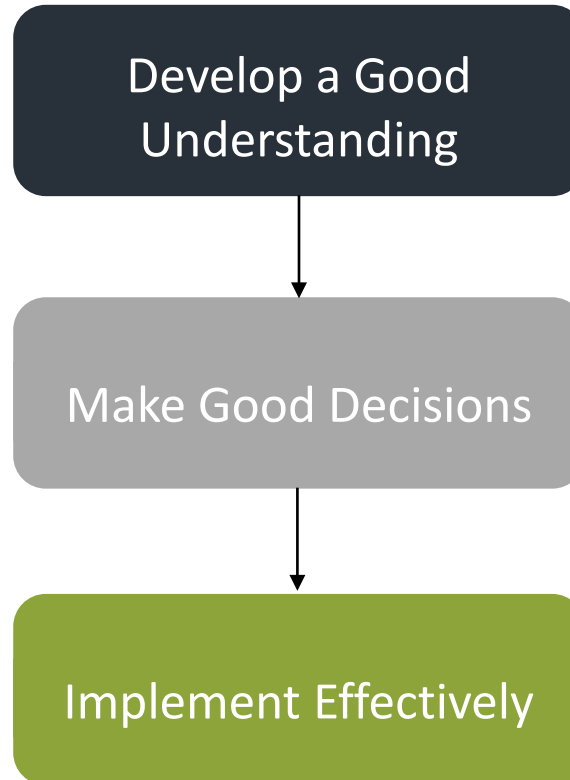 Develop a Good
Understanding
Make Good Decisions
Implement Effectively